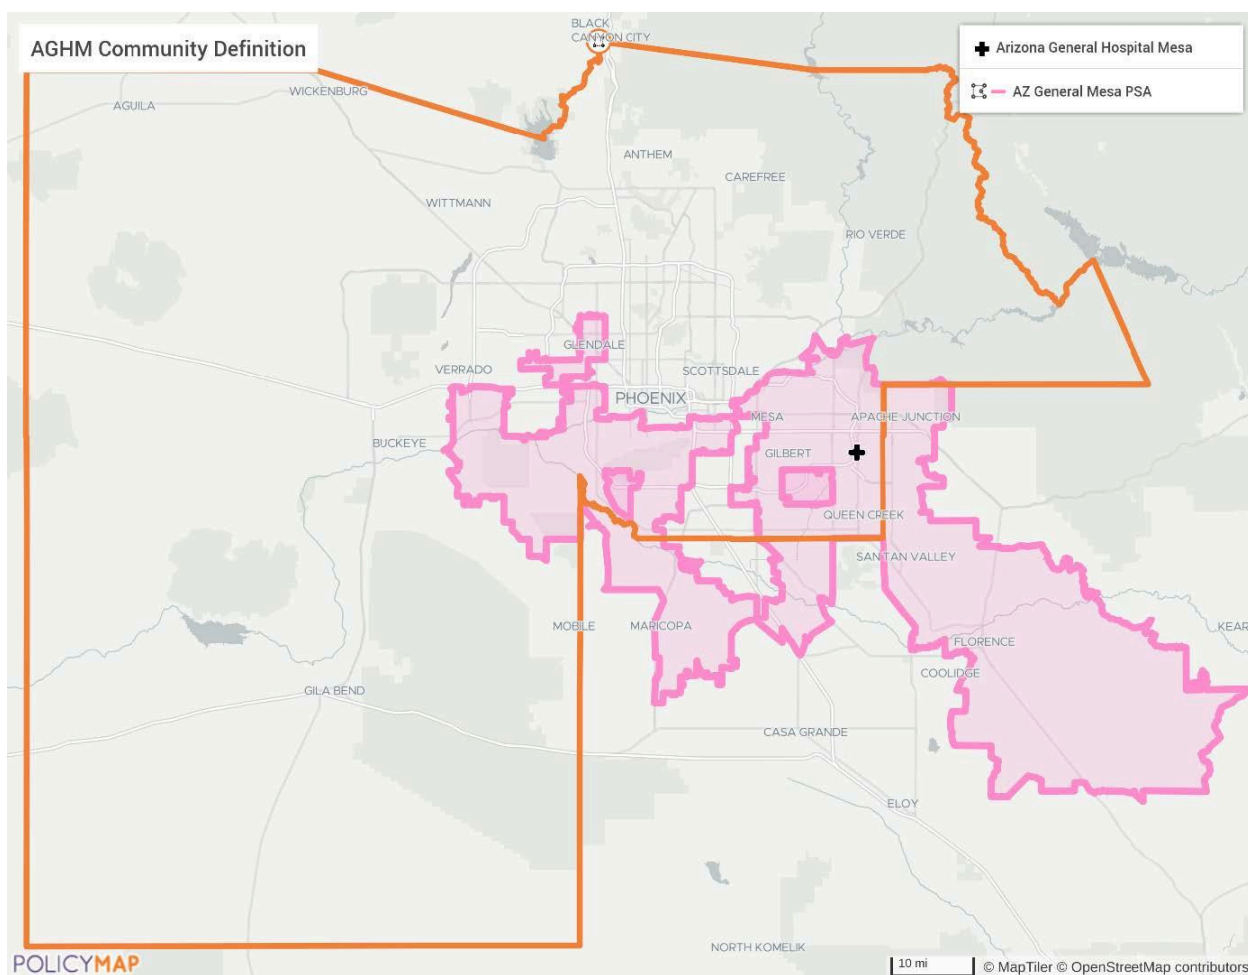 AGHM Community Definition
BLACK
CANYON CITY
Arizona General Hospital Mesa
AZ General Mesa PSA
AGUILA
WICKENBURG
ANTHEM
CAREFREE
WITTMANN
RIO VERDE
GLENDALE
VERRADO
SCOTTSDALE
PHOENIX
MESA
APACHE JUNCTION
BUCKEYE
GILBERT
QUEEN CREEK
SAN TAN VALLEY
MOBILE
MARICOPA
KEAR
FLORENCE
COOLIDGE
GILA BEND
CASA GRANDE
ELOY
NORTH KOMELIK
POLICYMAP
10 mi
© MapTiler © OpenStreetMap contributors